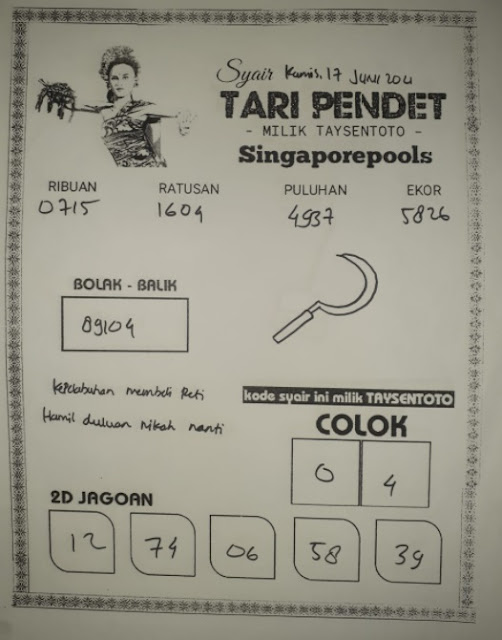 Syair Kamis, 17 Juni 2021
TARI PENDET
- MILIK TAYSENTOTO -
Singaporepools
RIBUAN RATUSAN PULUHAN EKOR
0715 1604 4937 5826
BOLAK - BALIK
89104
Kepelabuhan membeli Reti
Hamil duluan nikah nanti
kode syair ini milik TAYSENTOTO
COLOK
0 4
2D JAGOAN
12 74 06 58 39